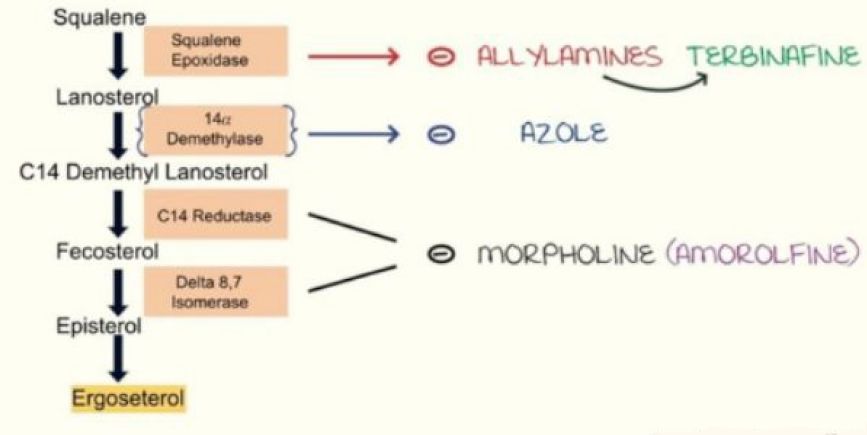 Squalene
Squalene
Epoxidase
⊖ ALLYLAMINES TERBINAFINE
Lanosterol
14α
Demethylase
⊖ AZOLE
C14 Demethyl Lanosterol
C14 Reductase
Fecosterol
⊖ MORPHOLINE (AMOROLFINE)
Delta 8,7
Isomerase
Episterol
Ergoseterol